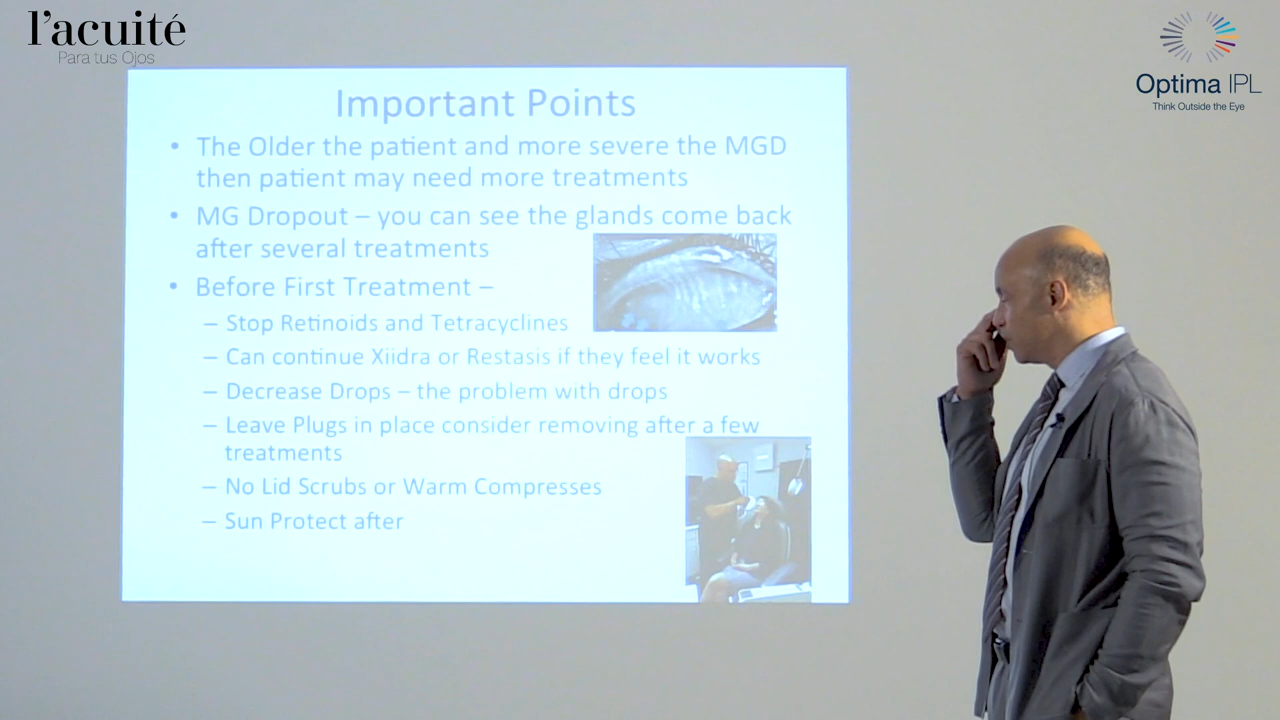 l'acuité
Para tus Ojos
Optima IPL
Think Outside the Eye
Important Points
• The Older the patient and more severe the MGD
then patient may need more treatments
• MG Dropout – you can see the glands come back
after several treatments
• Before First Treatment –
– Stop Retinoids and Tetracyclines
– Can continue Xiidra or Restasis if they feel it works
– Decrease Drops – the problem with drops
– Leave Plugs in place consider removing after a few
treatments
– No Lid Scrubs or Warm Compresses
– Sun Protect after